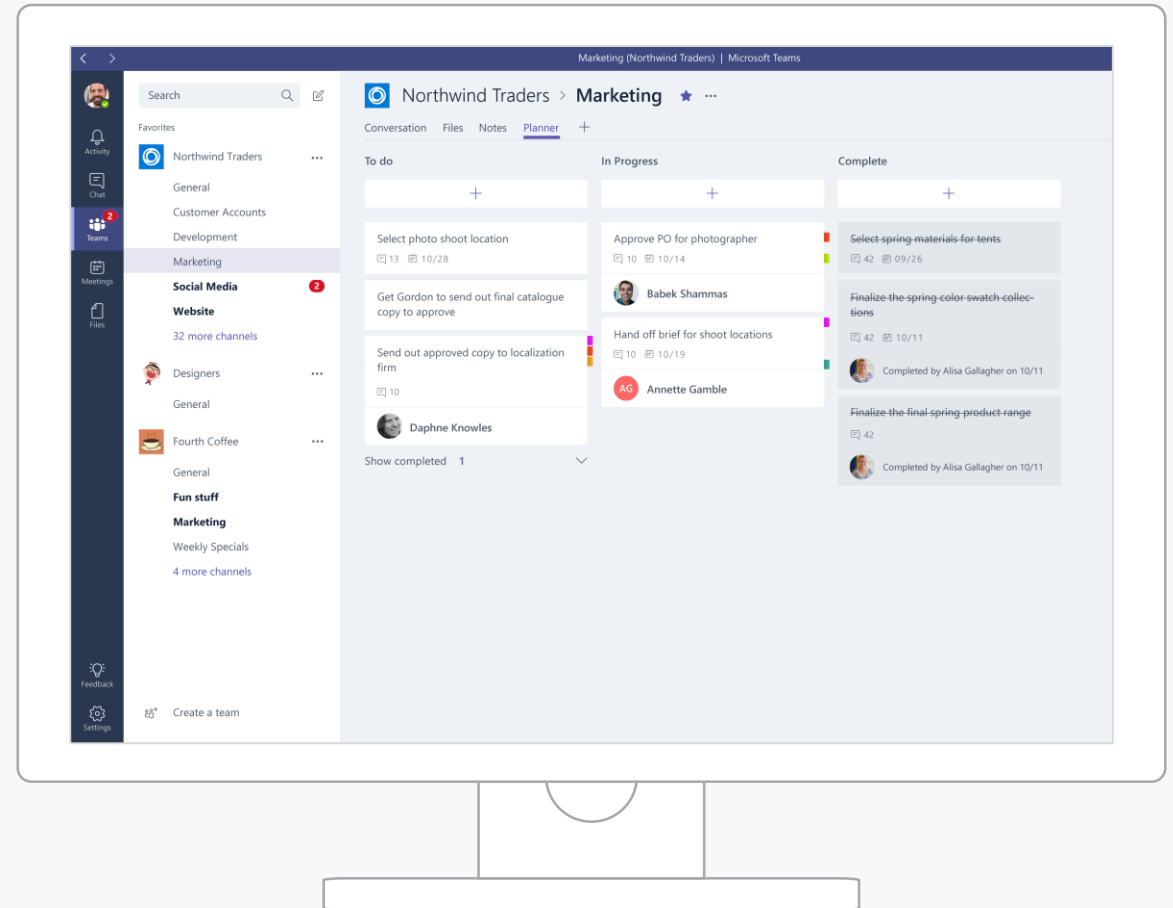 Marketing (Northwind Traders) | Microsoft Teams
Activity
Chat
2
Teams
Meetings
Files
Feedback
Settings
Search
Favorites
Northwind Traders
General
Customer Accounts
Development
Marketing
Social Media 2
Website
32 more channels
Designers
General
Fourth Coffee
General
Fun stuff
Marketing
Weekly Specials
4 more channels
Create a team
Northwind Traders > Marketing
Conversation Files Notes Planner
To do
Select photo shoot location
13 10/28
Get Gordon to send out final catalogue
copy to approve
Send out approved copy to localization
firm
10
Daphne Knowles
Show completed 1
In Progress
Approve PO for photographer
10 10/14
Babek Shammas
Hand off brief for shoot locations
10 10/19
AG Annette Gamble
Complete
Select spring materials for tents
42 09/26
Finalize the spring color swatch collec-
tions
42 10/11
Completed by Alisa Gallagher on 10/11
Finalize the final spring product range
42
Completed by Alisa Gallagher on 10/11